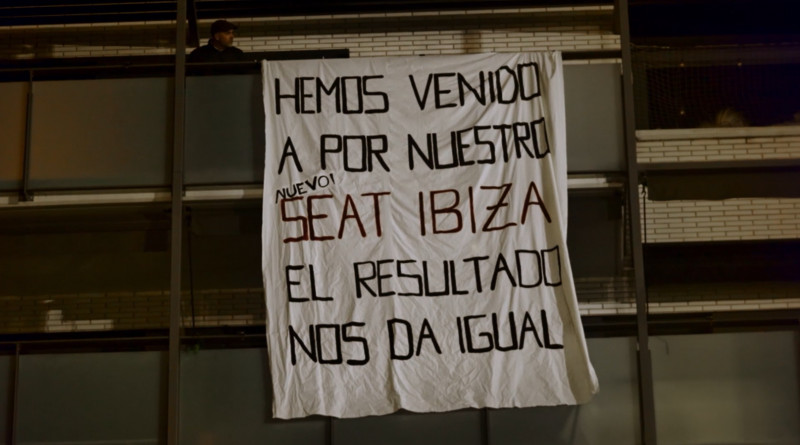 HEMOS VENIDO
A POR NUESTRO
NUEVO!
SEAT IBIZA
EL RESULTADO
NOS DA IGUAL